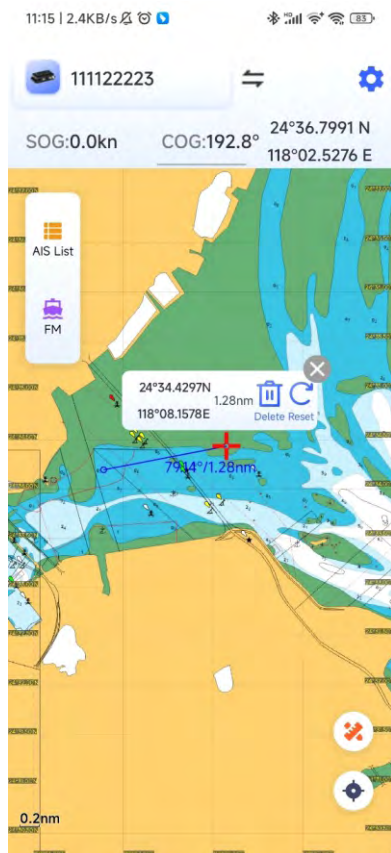 11:15 | 2.4KB/s
83
111122223
SOG:0.0kn
COG:192.8°
24°36.7991 N
118°02.5276 E
AIS List
FM
24°34.4297N
118°08.1578E
1.28nm
Delete Reset
79.14°/1.28nm
0.2nm